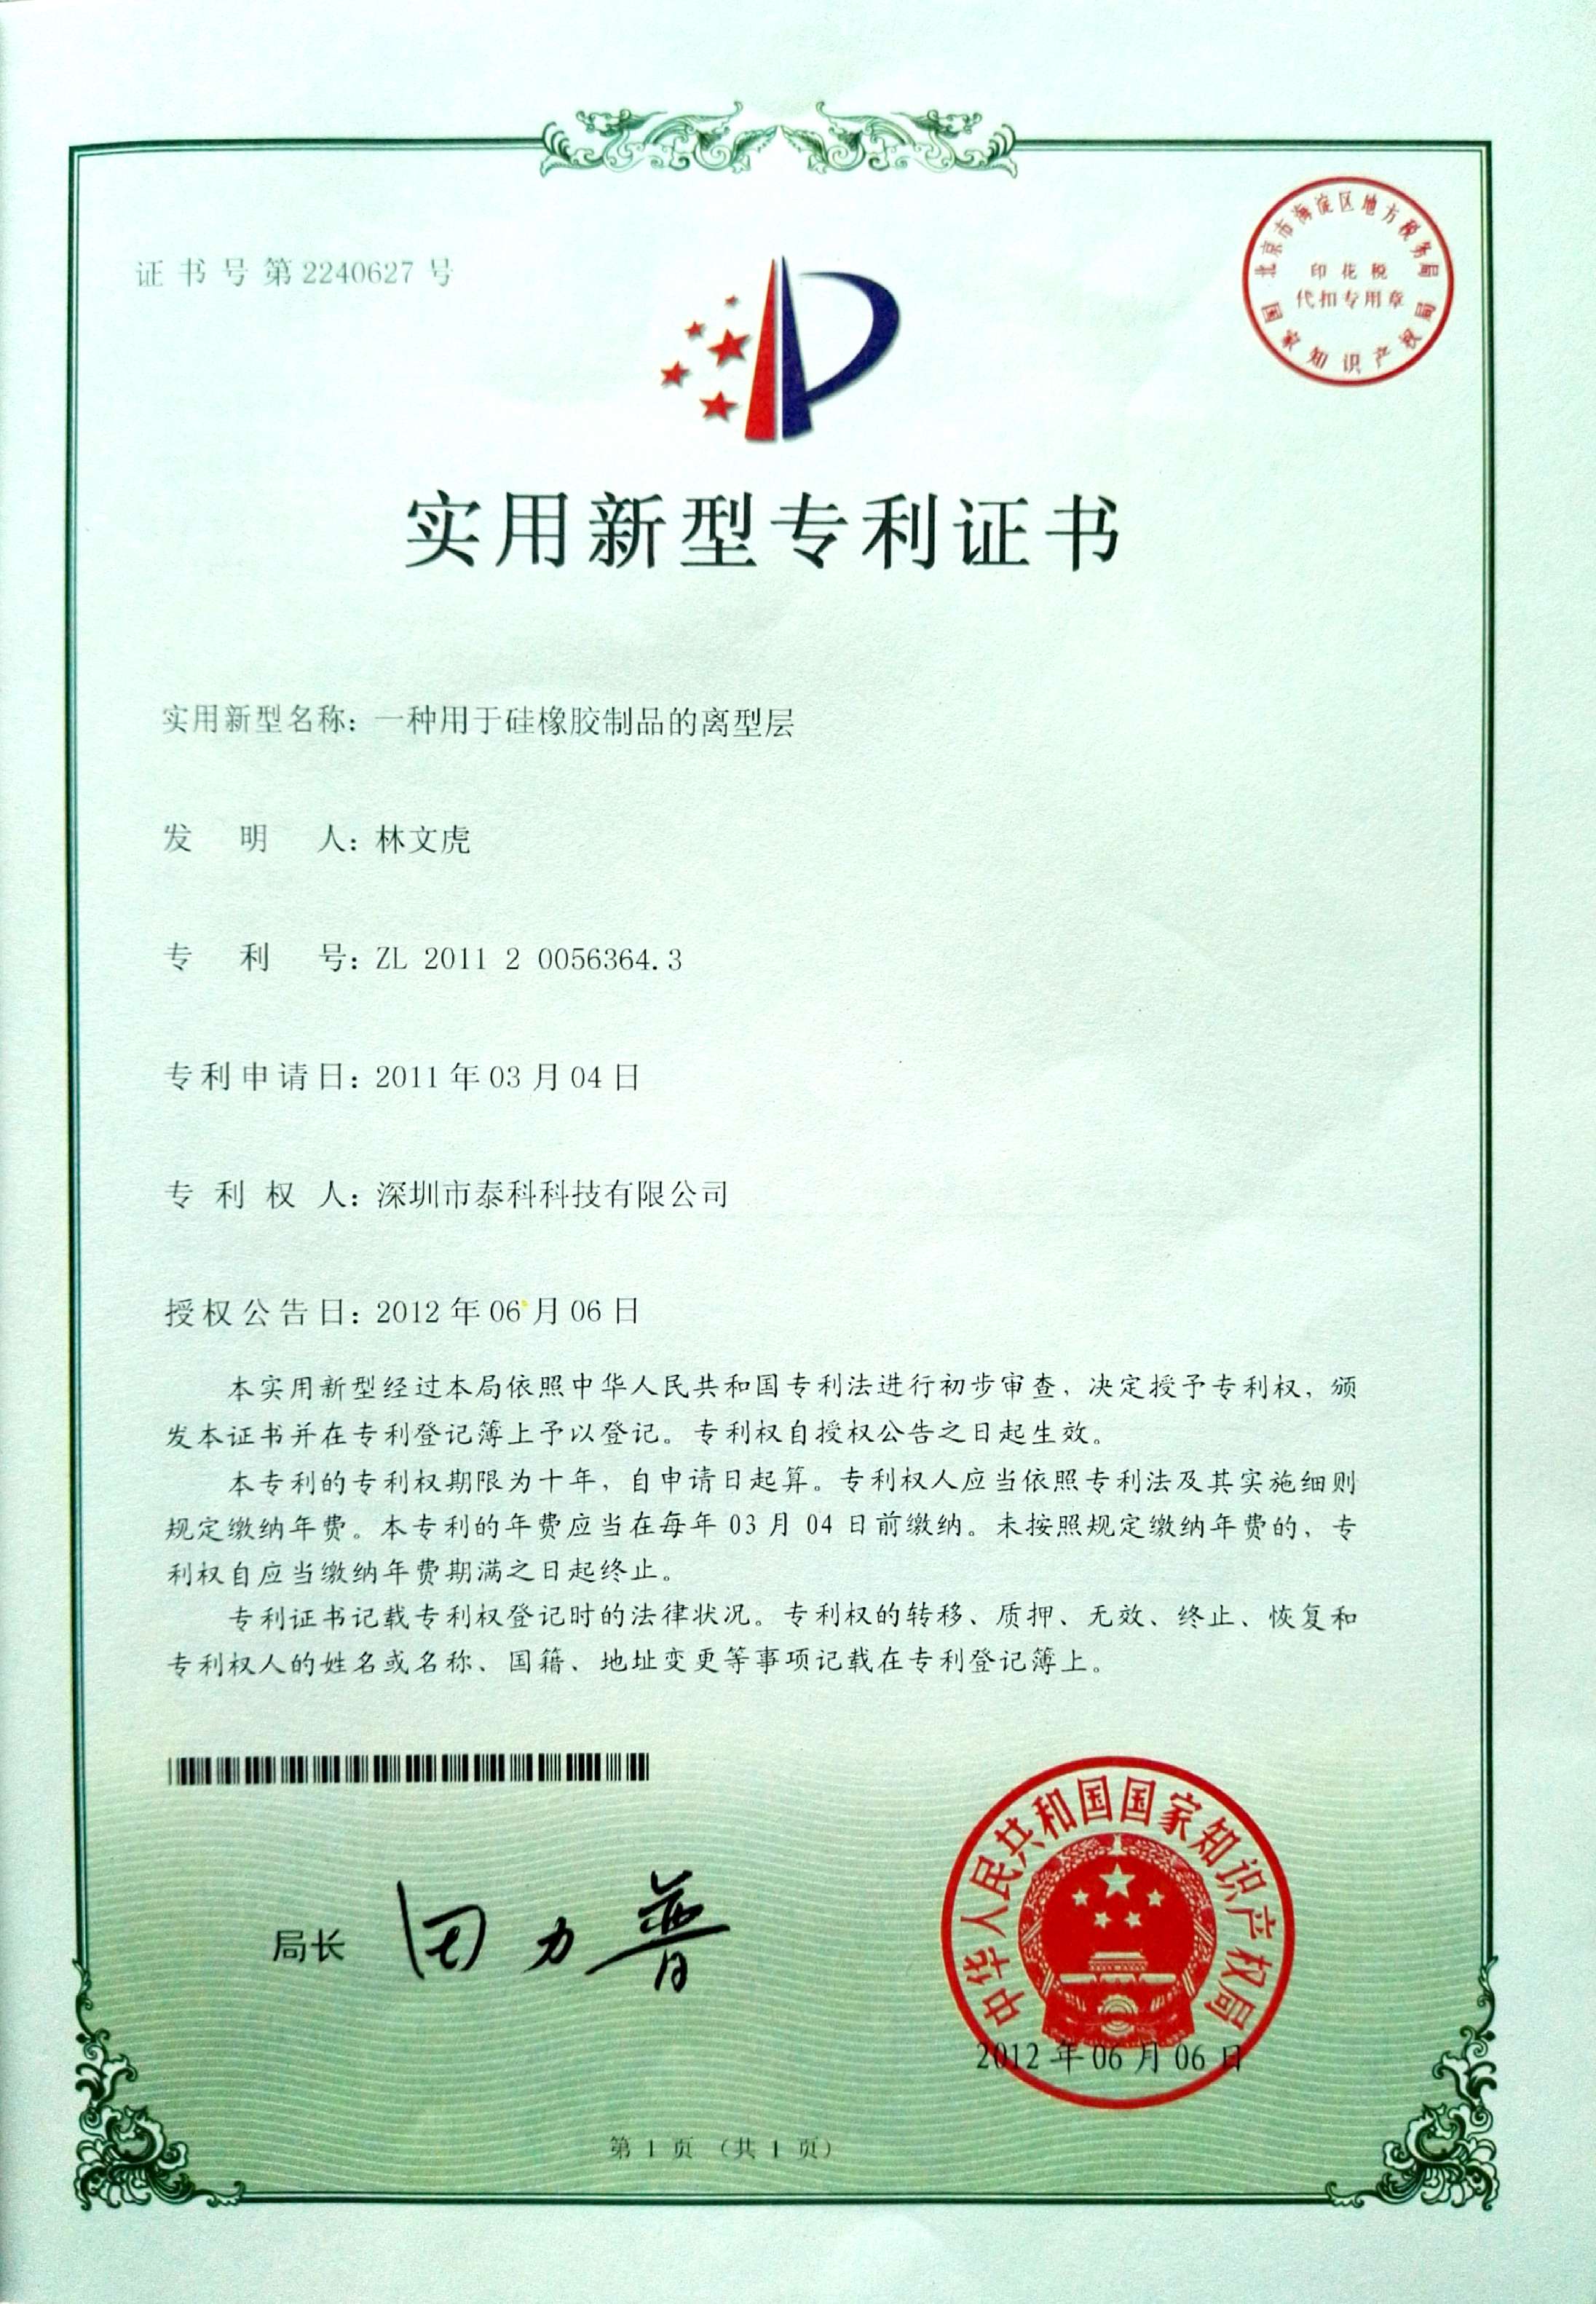 证书号第2240627号
北京市海淀区地方税务局
印花税
代扣专用章
国家知识产权局
实用新型专利证书
实用新型名称：一种用于硅橡胶制品的离型层
发明人：林文虎
专利号：ZL 2011 2 0056364.3
专利申请日：2011年03月04日
专利权人：深圳市泰科科技有限公司
授权公告日：2012年06月06日
本实用新型经过本局依照中华人民共和国专利法进行初步审查，决定授予专利权，颁
发本证书并在专利登记簿上予以登记。专利权自授权公告之日起生效。
本专利的专利权期限为十年，自申请日起算。专利权人应当依照专利法及其实施细则
规定缴纳年费。本专利的年费应当在每年03月04日前缴纳。未按照规定缴纳年费的，专
利权自应当缴纳年费期满之日起终止。
专利证书记载专利权登记时的法律状况。专利权的转移、质押、无效、终止、恢复和
专利权人的姓名或名称、国籍、地址变更等事项记载在专利登记簿上。
局长 田力普
中华人民共和国国家知识产权局
2012年06月06日
第1页（共1页）